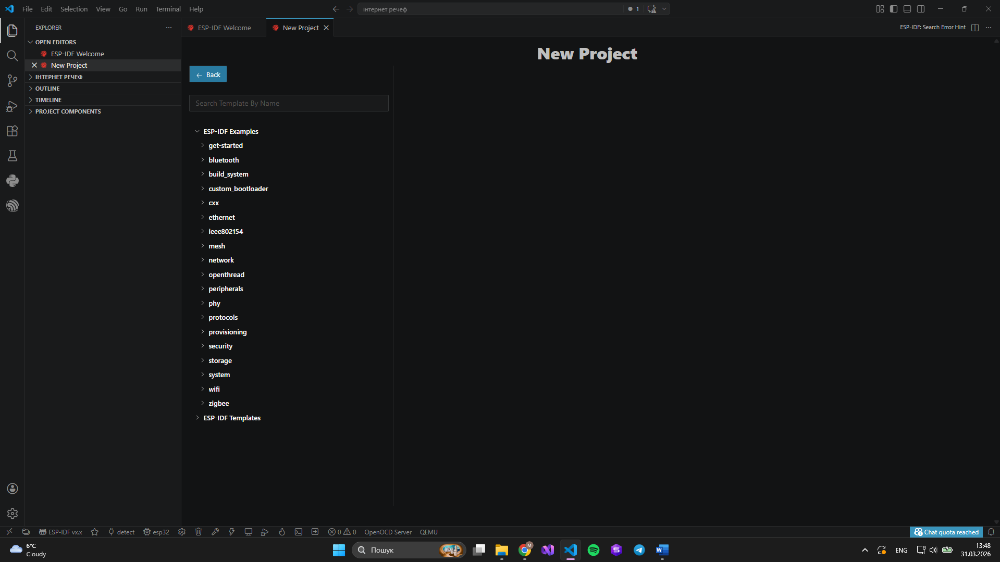 File Edit Selection View Go Run Terminal Help
інтернет речеф
1
EXPLORER
OPEN EDITORS
ESP-IDF Welcome
New Project
ІНТЕРНЕТ РЕЧЕФ
OUTLINE
TIMELINE
PROJECT COMPONENTS
ESP-IDF Welcome
New Project
ESP-IDF: Search Error Hint
New Project
Back
Search Template By Name
ESP-IDF Examples
get-started
bluetooth
build_system
custom_bootloader
cxx
ethernet
ieee802154
mesh
network
openthread
peripherals
phy
protocols
provisioning
security
storage
system
wifi
zigbee
ESP-IDF Templates
ESP-IDF vx.x detect esp32 0 0 OpenOCD Server QEMU
Chat quota reached
6°C
Cloudy
Пошук
M
ENG
13:48
31.03.2026